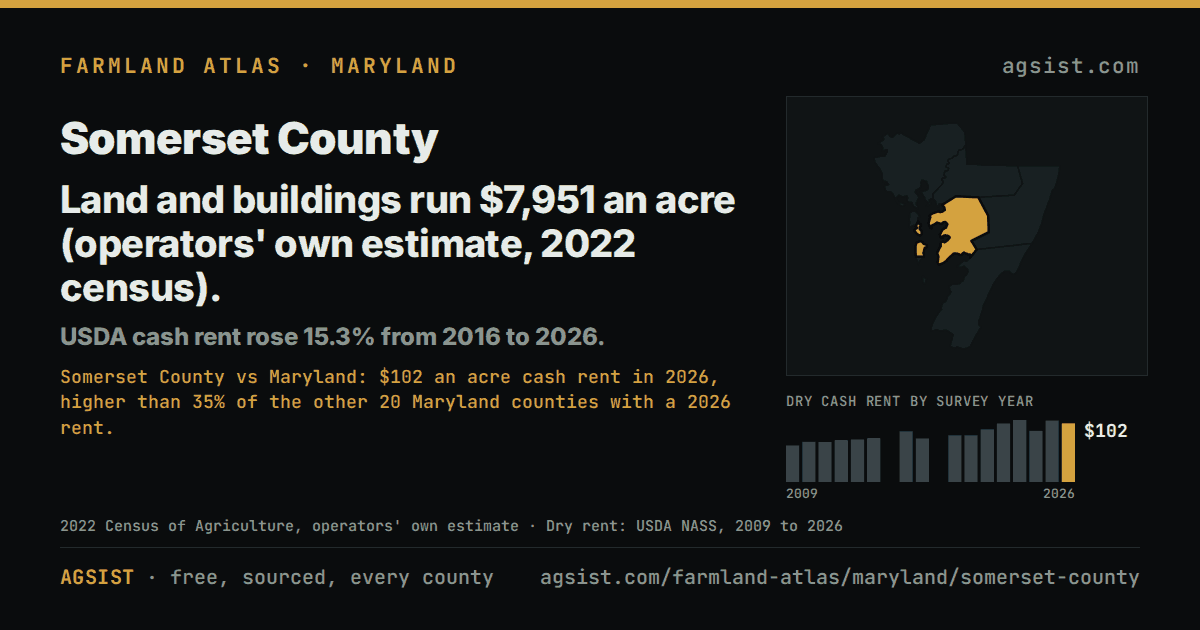 FARMLAND ATLAS · MARYLAND
agsist.com
Somerset County
Land and buildings run $7,951 an acre
(operators' own estimate, 2022
census).
USDA cash rent rose 15.3% from 2016 to 2026.
Somerset County vs Maryland: $102 an acre cash rent in 2026,
higher than 35% of the other 20 Maryland counties with a 2026
rent.
DRY CASH RENT BY SURVEY YEAR
$102
2009
2026
2022 Census of Agriculture, operators' own estimate · Dry rent: USDA NASS, 2009 to 2026
AGSIST · free, sourced, every county
agsist.com/farmland-atlas/maryland/somerset-county